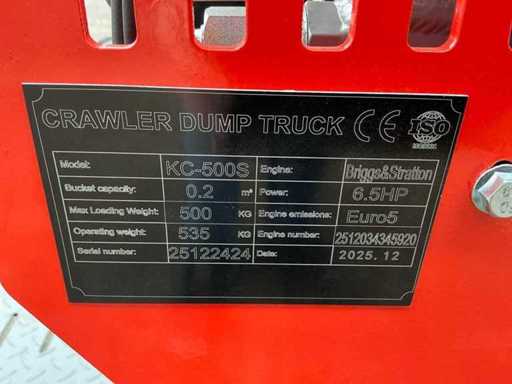 CRAWLER DUMP TRUCK CE ISO
Model: KC-500S Engine: Briggs&Stratton
Bucket capacity: 0.2 m³ Power: 6.5HP
Max Loading Weight: 500 KG Engine emissions: Euro5
Operating weight: 535 KG Engine number: 2512034345920
Serial number: 25122424 Date: 2025.12